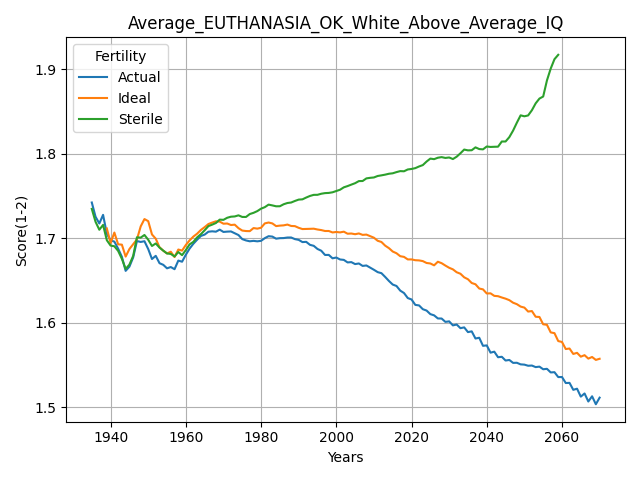 Average_EUTHANASIA_OK_White_Above_Average_IQ
Fertility
Actual
Ideal
Sterile
Score(1-2)
1.9
1.8
1.7
1.6
1.5
1940 1960 1980 2000 2020 2040 2060
Years